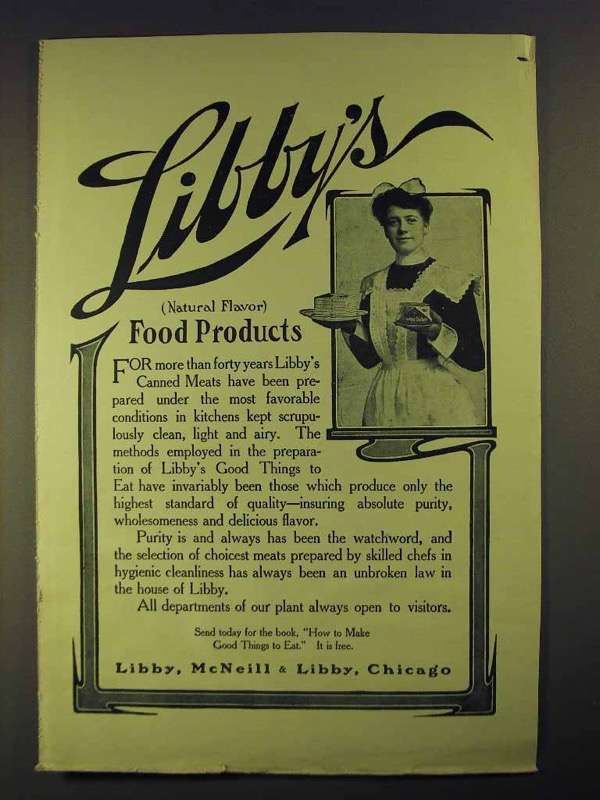 Libby's
(Natural Flavor)
Food Products
FOR more than forty years Libby's
Canned Meats have been pre-
pared under the most favorable
conditions in kitchens kept scrupu-
lously clean, light and airy. The
methods employed in the prepara-
tion of Libby's Good Things to
Eat have invariably been those which produce only the
highest standard of quality—insuring absolute purity,
wholesomeness and delicious flavor.
Purity is and always has been the watchword, and
the selection of choicest meats prepared by skilled chefs in
hygienic cleanliness has always been an unbroken law in
the house of Libby.
All departments of our plant always open to visitors.
Send today for the book, "How to Make
Good Things to Eat." It is free.
Libby, McNeill & Libby, Chicago